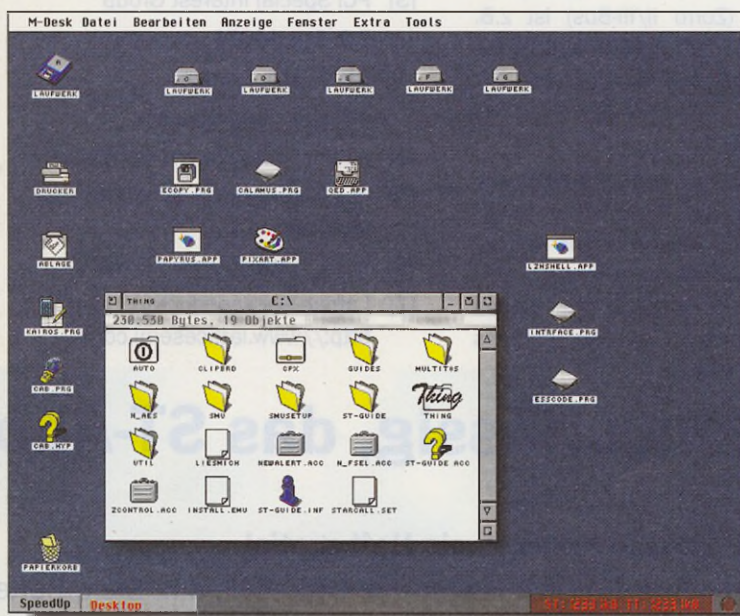 M-Desk Datei Bearbeiten Anzeige Fenster Extra Tools
A C D E F G
LAUFWERK LAUFWERK LAUFWERK LAUFWERK LAUFWERK LAUFWERK
DRUCKER ECOPY.PRG CALAMUS.PRG QED.APP
ABLAGE PAPYRUS.APP PIXART.APP LZHSHELL.APP
KAIROS.PRG INTRFACE.PRG
CAB.PRG ESSCODE.PRG
CAB.HYP
THING C:\
230.530 Bytes, 19 Objekte
AUTO CLIPBRD CPX GUIDES MULTITOS
Thing
N_AES SMU SMUSETUP ST-GUIDE THING
UTIL LIESMICH NEWALERT.ACC N_FSEL.ACC ST-GUIDE ACC
ZCONTROL.ACC INSTALL.EMU ST-GUIDE.INF STARCALL.SET
PAPIERKORB
SpeedUp Desktop